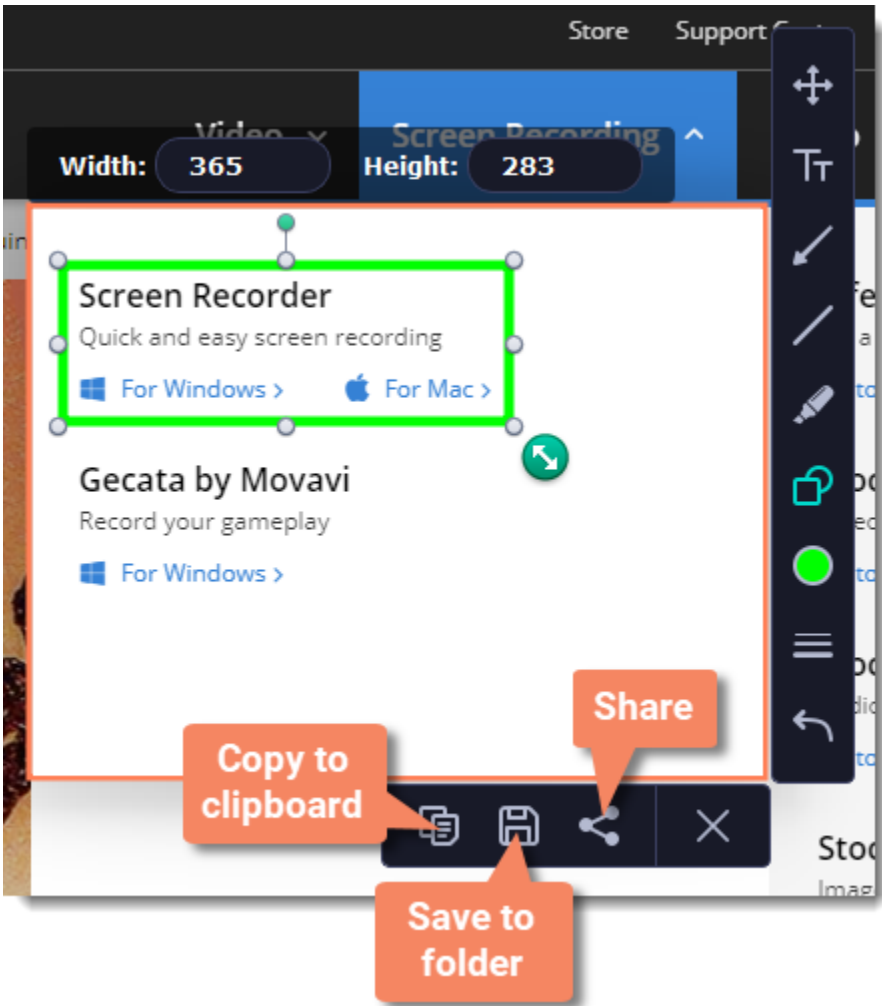 Store Support
Video Screen Recording
Width: 365 Height: 283
Screen Recorder
Quick and easy screen recording
For Windows > For Mac >
Gecata by Movavi
Record your gameplay
For Windows >
Share
Copy to
clipboard
Save to
folder